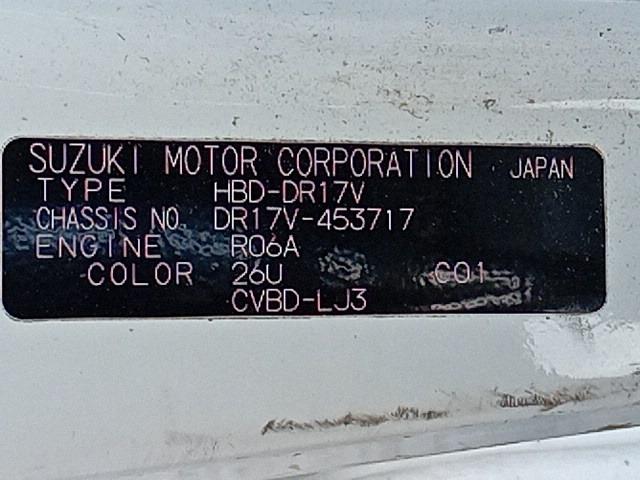 SUZUKI MOTOR CORPORATION JAPAN
TYPE HBD-DR17V
CHASSIS NO. DR17V-453717
ENGINE R06A
COLOR 26U C01
CVBD-LJ3